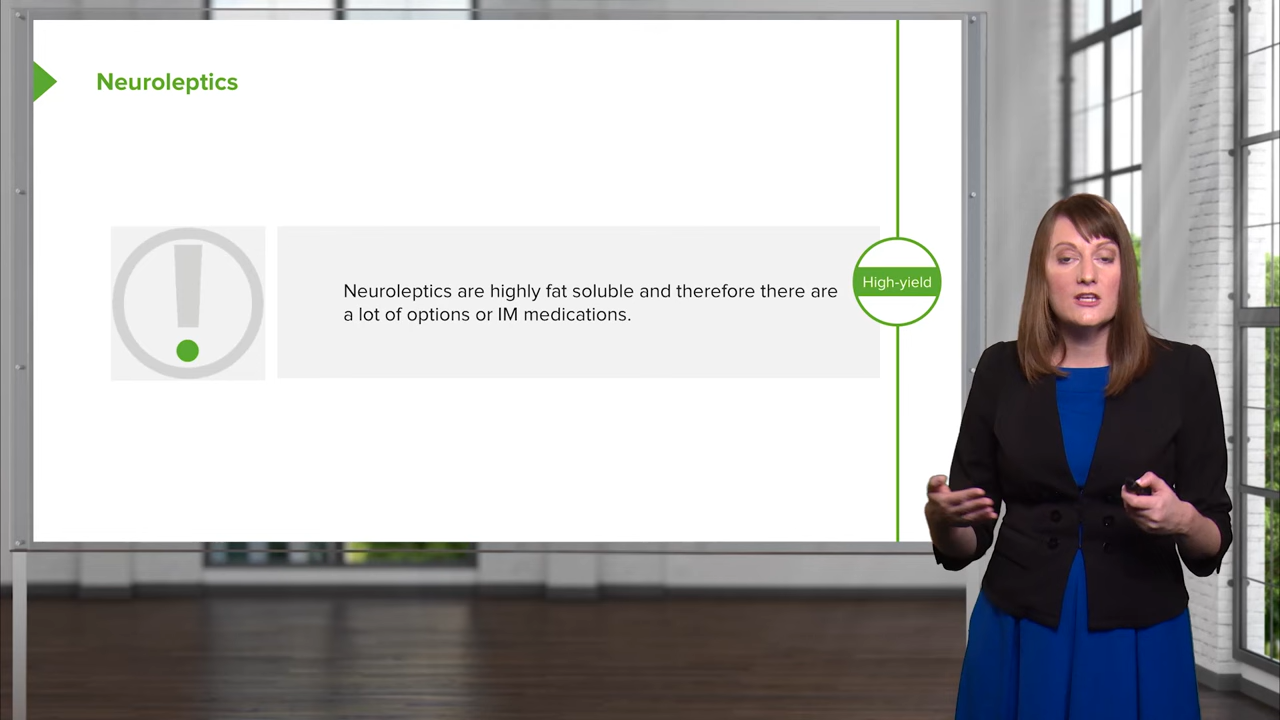 Neuroleptics
Neuroleptics are highly fat soluble and therefore there are
a lot of options or IM medications.
High-yield